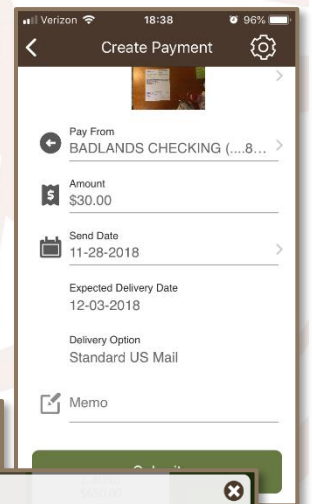 Verizon 18:38 96%
Create Payment
Pay From
BADLANDS CHECKING (....8...
Amount
$30.00
Send Date
11-28-2018
Expected Delivery Date
12-03-2018
Delivery Option
Standard US Mail
Memo